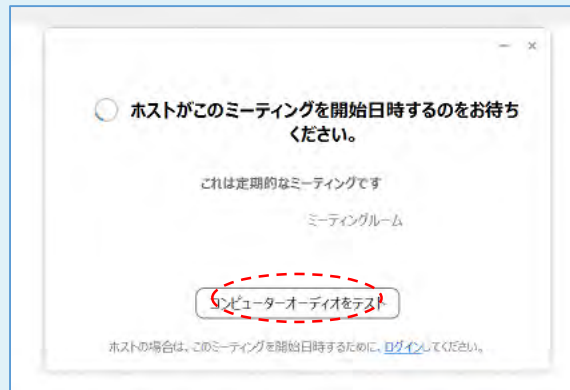 ホストがこのミーティングを開始日時するのをお待ち
ください。
これは定期的なミーティングです
ミーティングルーム
コンピューターオーディオをテスト
ホストの場合は、このミーティングを開始日時するために、ログインしてください。